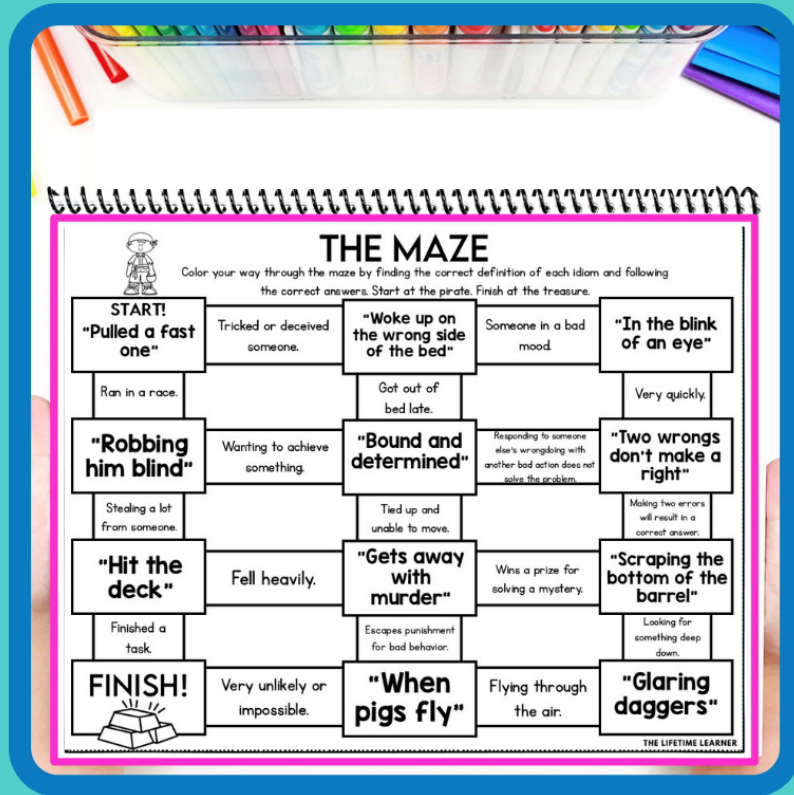 THE MAZE
Color your way through the maze by finding the correct definition of each idiom and following
the correct answers. Start at the pirate. Finish at the treasure.
START!
"Pulled a fast
one"
Tricked or deceived
someone.
"Woke up on
the wrong side
of the bed"
Someone in a bad
mood.
"In the blink
of an eye"
Ran in a race.
Got out of
bed late.
Very quickly.
"Robbing
him blind"
Wanting to achieve
something.
"Bound and
determined"
Responding to someone
else's wrongdoing with
another bad action does not
solve the problem.
"Two wrongs
don't make a
right"
Stealing a lot
from someone.
Tied up and
unable to move.
Making two errors
will result in a
correct answer.
"Hit the
deck"
Fell heavily.
"Gets away
with
murder"
Wins a prize for
solving a mystery.
"Scraping the
bottom of the
barrel"
Finished a
task.
Escapes punishment
for bad behavior.
Looking for
something deep
down.
FINISH!
Very unlikely or
impossible.
"When
pigs fly"
Flying through
the air.
"Glaring
daggers"
THE LIFETIME LEARNER